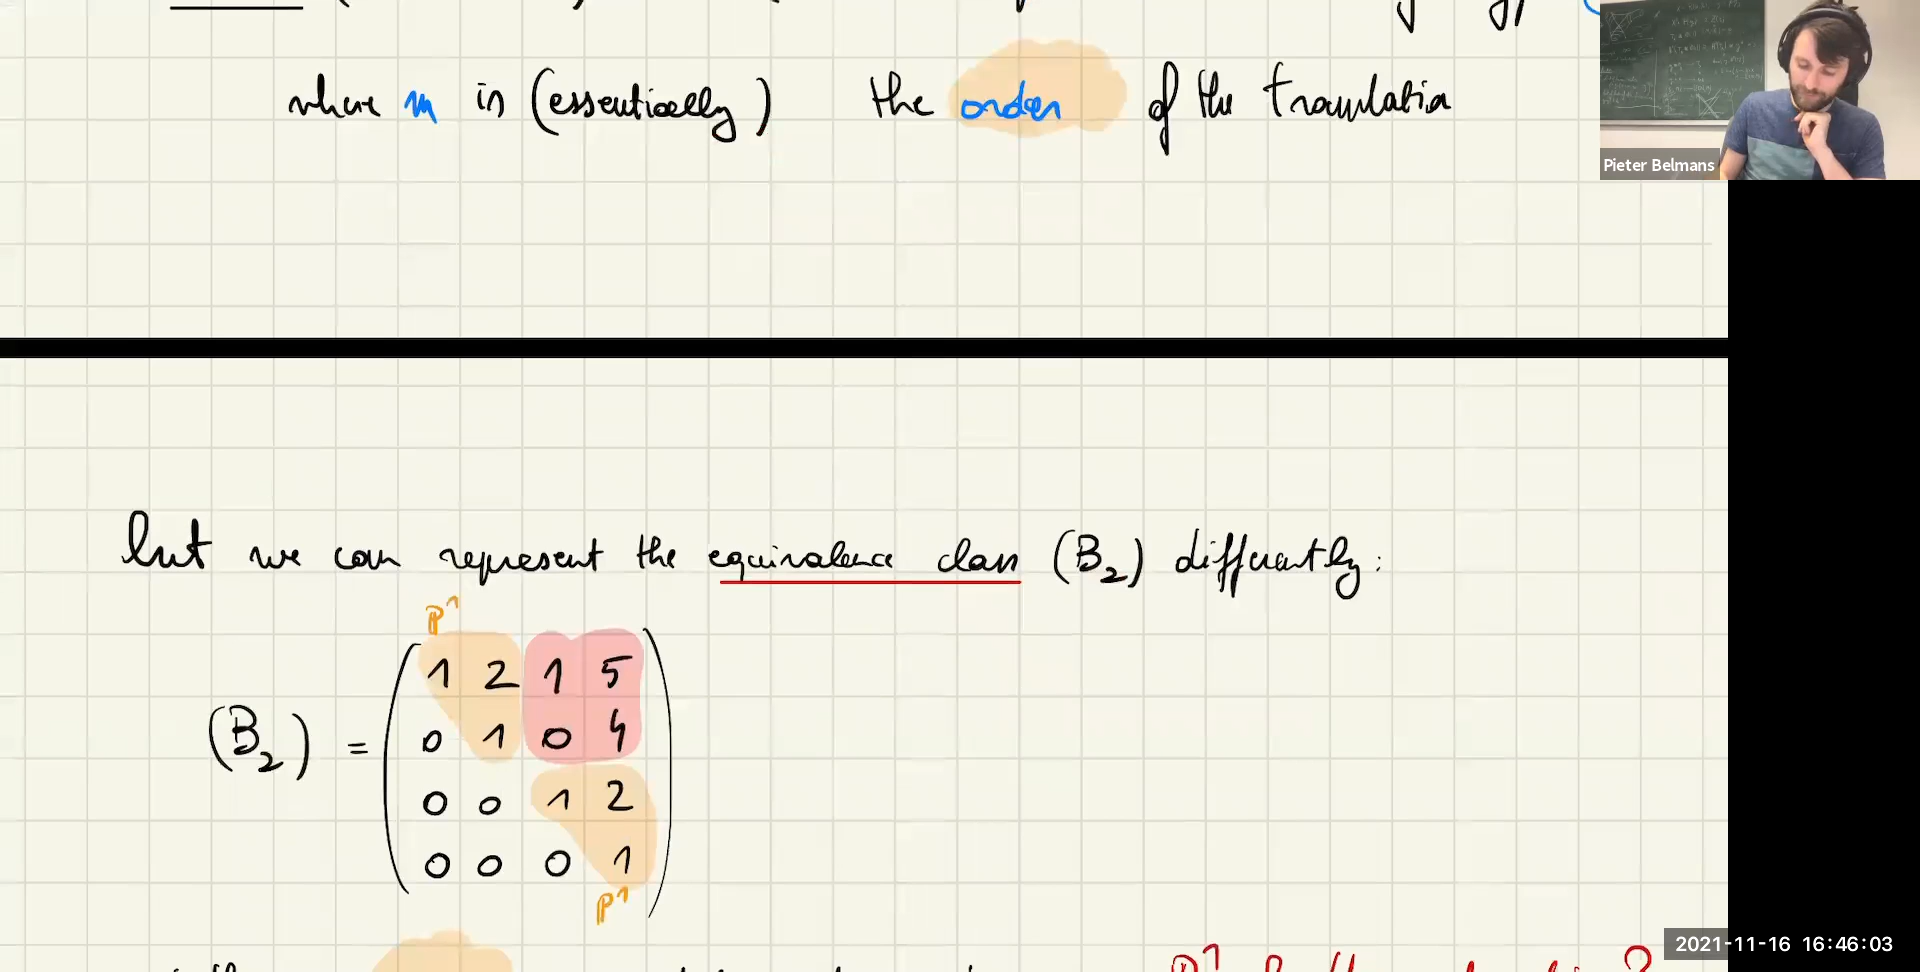 where m is (essentially) the order of the translation
Pieter Belmans
but we can represent the equivalence class (B₂) differently:
ℙ¹
(B₂) = 
1 2 1 5
0 1 0 4
0 0 1 2
0 0 0 1
ℙ¹
2021-11-16 16:46:03